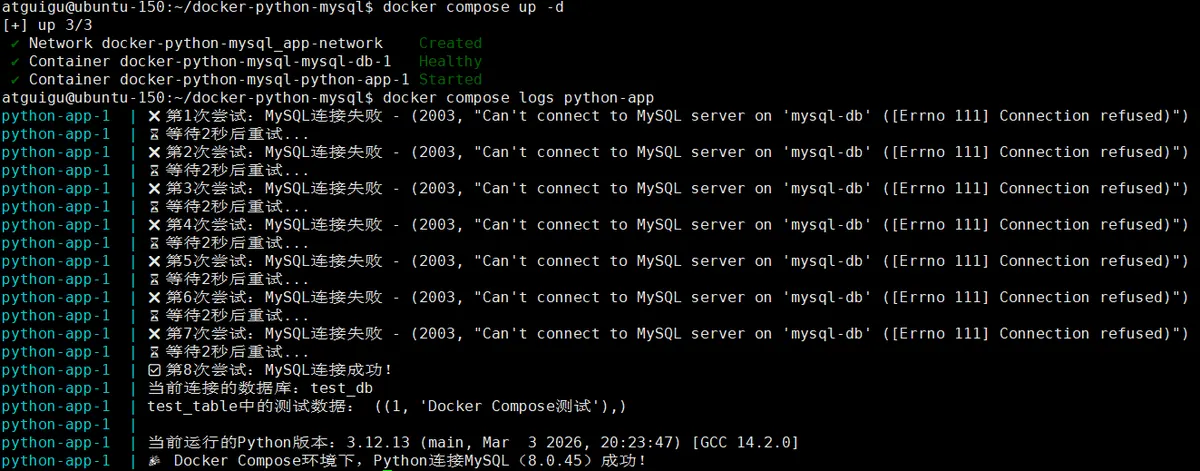 atguigu@ubuntu-150:~/docker-python-mysql$ docker compose up -d
[+] up 3/3
✔ Network docker-python-mysql_app-network Created
✔ Container docker-python-mysql-mysql-db-1 Healthy
✔ Container docker-python-mysql-python-app-1 Started
atguigu@ubuntu-150:~/docker-python-mysql$ docker compose logs python-app
python-app-1 | ❌ 第1次尝试：MySQL连接失败 - (2003, "Can't connect to MySQL server on 'mysql-db' ([Errno 111] Connection refused)")
python-app-1 | ⏳ 等待2秒后重试...
python-app-1 | ❌ 第2次尝试：MySQL连接失败 - (2003, "Can't connect to MySQL server on 'mysql-db' ([Errno 111] Connection refused)")
python-app-1 | ⏳ 等待2秒后重试...
python-app-1 | ❌ 第3次尝试：MySQL连接失败 - (2003, "Can't connect to MySQL server on 'mysql-db' ([Errno 111] Connection refused)")
python-app-1 | ⏳ 等待2秒后重试...
python-app-1 | ❌ 第4次尝试：MySQL连接失败 - (2003, "Can't connect to MySQL server on 'mysql-db' ([Errno 111] Connection refused)")
python-app-1 | ⏳ 等待2秒后重试...
python-app-1 | ❌ 第5次尝试：MySQL连接失败 - (2003, "Can't connect to MySQL server on 'mysql-db' ([Errno 111] Connection refused)")
python-app-1 | ⏳ 等待2秒后重试...
python-app-1 | ❌ 第6次尝试：MySQL连接失败 - (2003, "Can't connect to MySQL server on 'mysql-db' ([Errno 111] Connection refused)")
python-app-1 | ⏳ 等待2秒后重试...
python-app-1 | ❌ 第7次尝试：MySQL连接失败 - (2003, "Can't connect to MySQL server on 'mysql-db' ([Errno 111] Connection refused)")
python-app-1 | ⏳ 等待2秒后重试...
python-app-1 | ✅ 第8次尝试：MySQL连接成功！
python-app-1 | 当前连接的数据库：test_db
python-app-1 | test_table中的测试数据： ((1, 'Docker Compose测试'),)
python-app-1 |
python-app-1 | 当前运行的Python版本：3.12.13 (main, Mar  3 2026, 20:23:47) [GCC 14.2.0]
python-app-1 | 🎉 Docker Compose环境下，Python连接MySQL（8.0.45）成功！